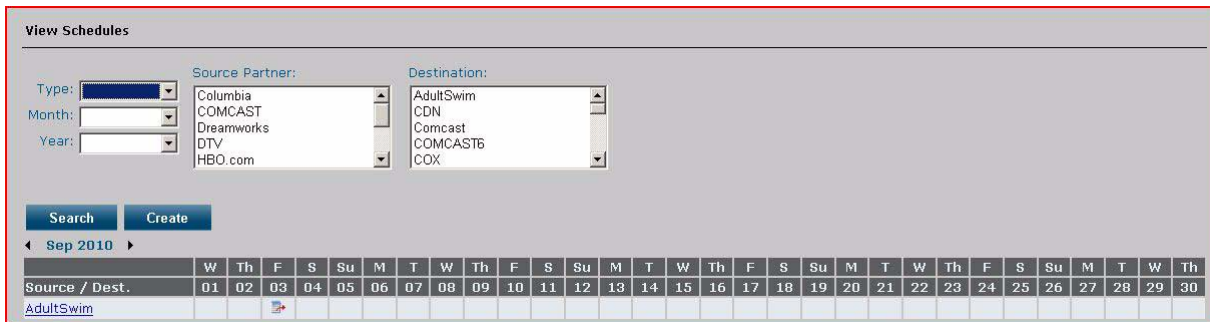 View Schedules
Source Partner: Destination:
Type:
Month:
Year:
Columbia
COMCAST
Dreamworks
DTV
HBO.com
AdultSwim
CDN
Comcast
COMCAST6
COX
Search Create
Sep 2010
W Th F S Su M T W Th F S Su M T W Th F S Su M T W Th F S Su M T W Th
Source / Dest. 01 02 03 04 05 06 07 08 09 10 11 12 13 14 15 16 17 18 19 20 21 22 23 24 25 26 27 28 29 30
AdultSwim